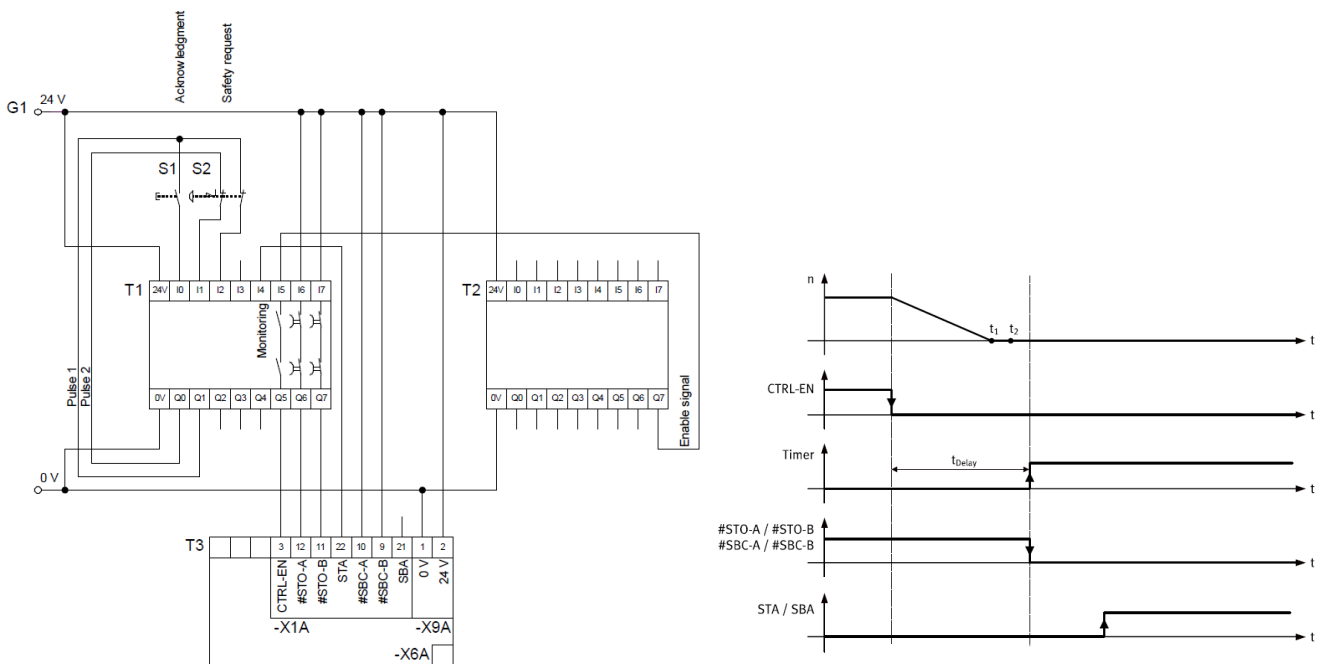 Acknowledgment
Safety request
G1
24 V
S1
S2
T1
24V I0 I1 I2 I3 I4 I5 I6 I7
Monitoring
0V Q0 Q1 Q2 Q3 Q4 Q5 Q6 Q7
Pulse 1
Pulse 2
T2
24V I0 I1 I2 I3 I4 I5 I6 I7
0V Q0 Q1 Q2 Q3 Q4 Q5 Q6 Q7
Enable signal
0 V
T3
3 12 11 22 10 9 21 1 2
CTRL-EN
#STO-A
#STO-B
STA
#SBC-A
#SBC-B
SBA
0 V
24 V
-X1A
-X9A
-X6A
n
t1
t2
t
CTRL-EN
t
Timer
tDelay
t
#STO-A / #STO-B
#SBC-A / #SBC-B
t
STA / SBA
t